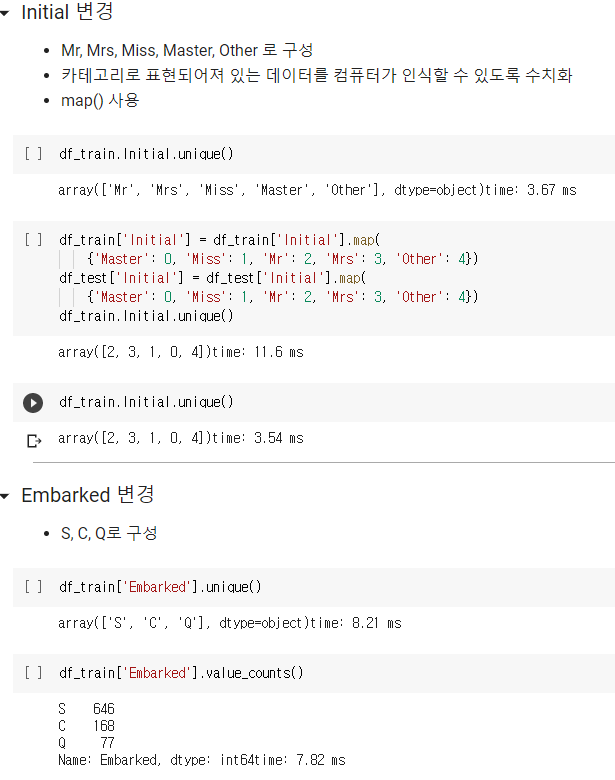 Initial 변경
• Mr, Mrs, Miss, Master, Other 로 구성
• 카테고리로 표현되어져 있는 데이터를 컴퓨터가 인식할 수 있도록 수치화
• map() 사용
[ ] df_train.Initial.unique()
array(['Mr', 'Mrs', 'Miss', 'Master', 'Other'], dtype=object)time: 3.67 ms
[ ] df_train['Initial'] = df_train['Initial'].map(
{'Master': 0, 'Miss': 1, 'Mr': 2, 'Mrs': 3, 'Other': 4})
df_test['Initial'] = df_test['Initial'].map(
{'Master': 0, 'Miss': 1, 'Mr': 2, 'Mrs': 3, 'Other': 4})
df_train.Initial.unique()
array([2, 3, 1, 0, 4])time: 11.6 ms
df_train.Initial.unique()
array([2, 3, 1, 0, 4])time: 3.54 ms
Embarked 변경
• S, C, Q로 구성
[ ] df_train['Embarked'].unique()
array(['S', 'C', 'Q'], dtype=object)time: 8.21 ms
[ ] df_train['Embarked'].value_counts()
S 646
C 168
Q 77
Name: Embarked, dtype: int64time: 7.82 ms